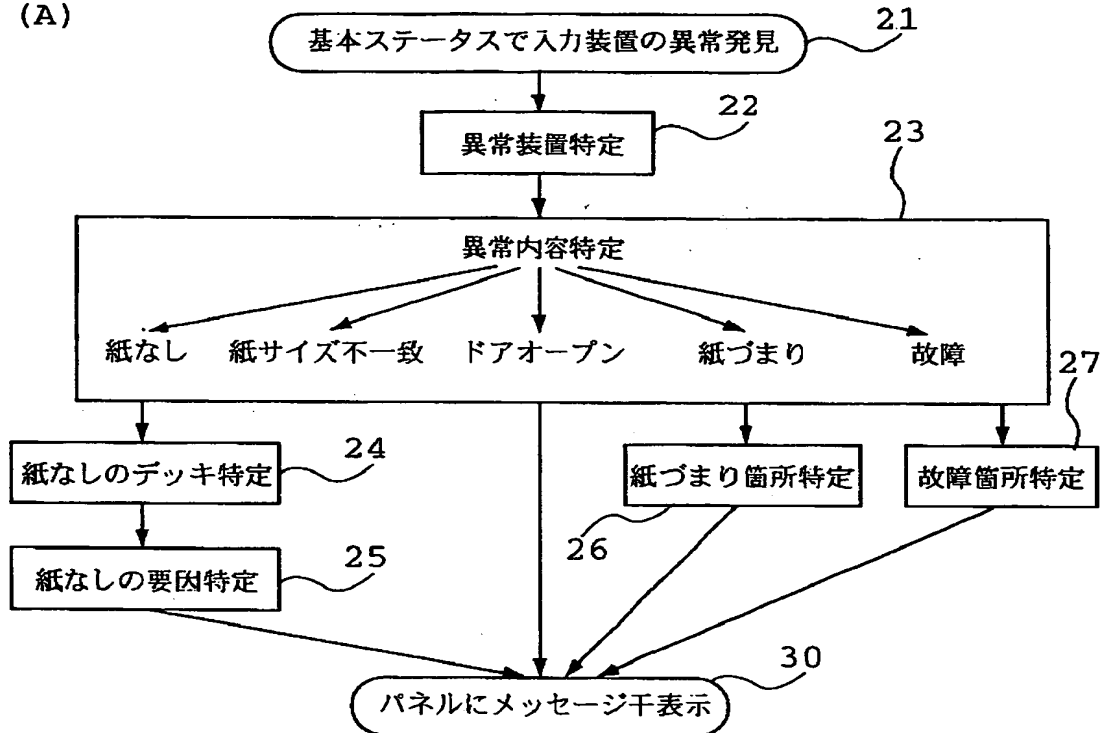 (A)
基本ステータスで入力装置の異常発見
21
異常装置特定
22
23
異常内容特定
紙なし
紙サイズ不一致
ドアオープン
紙づまり
故障
27
紙なしのデッキ特定
24
紙づまり箇所特定
故障箇所特定
26
紙なしの要因特定
25
30
パネルにメッセージ干表示